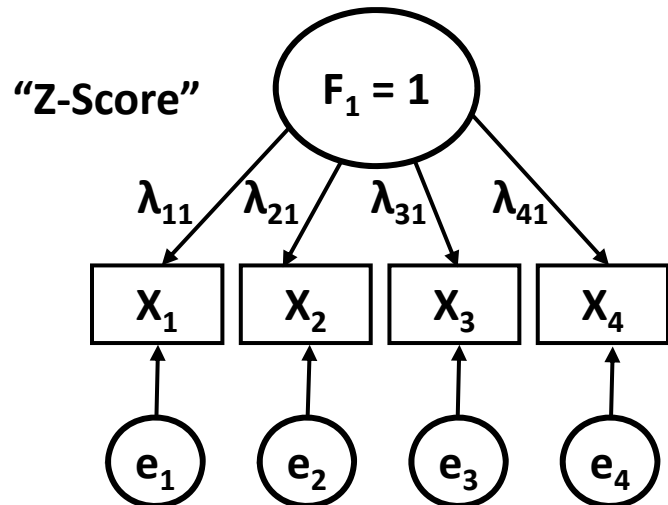 “Z-Score”
F₁ = 1
λ₁₁ λ₂₁ λ₃₁ λ₄₁
X₁ X₂ X₃ X₄
e₁ e₂ e₃ e₄